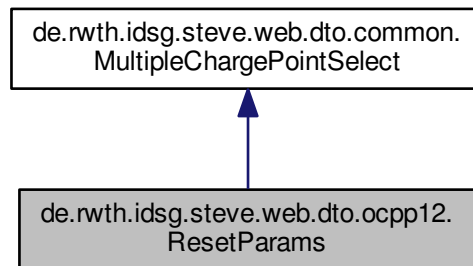 de.rwth.idsg.steve.web.dto.common.
MultipleChargePointSelect
de.rwth.idsg.steve.web.dto.ocpp12.
ResetParams